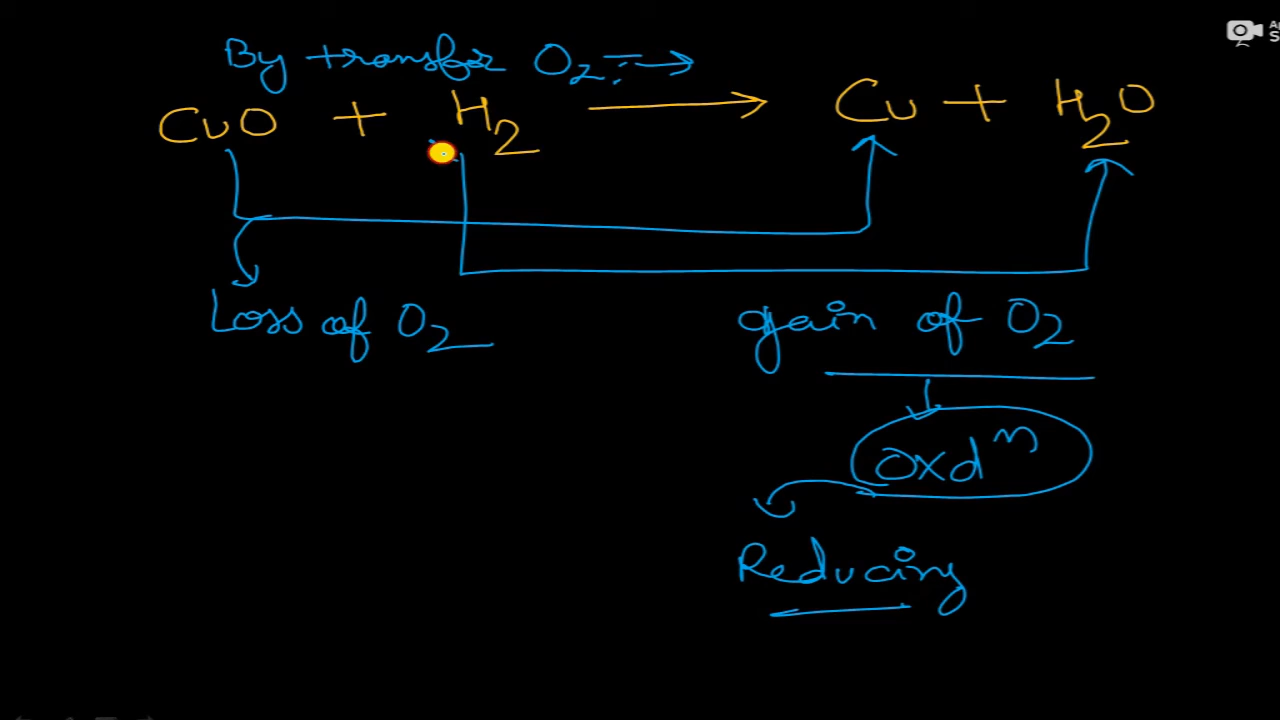 By transfer O₂ :→
CuO + H₂ → Cu + H₂O
Loss of O₂
gain of O₂
oxdⁿ
Reducing